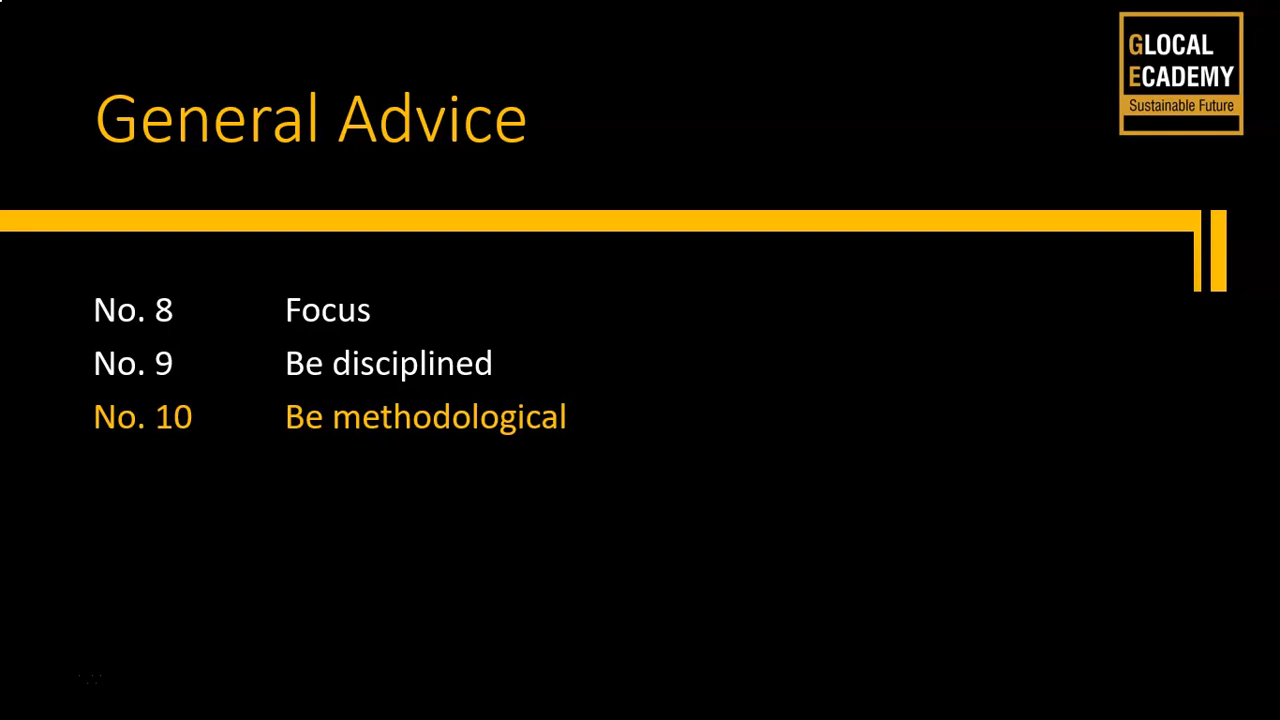 GLOCAL
ECADEMY
Sustainable Future
General Advice
No. 8 Focus
No. 9 Be disciplined
No. 10 Be methodological